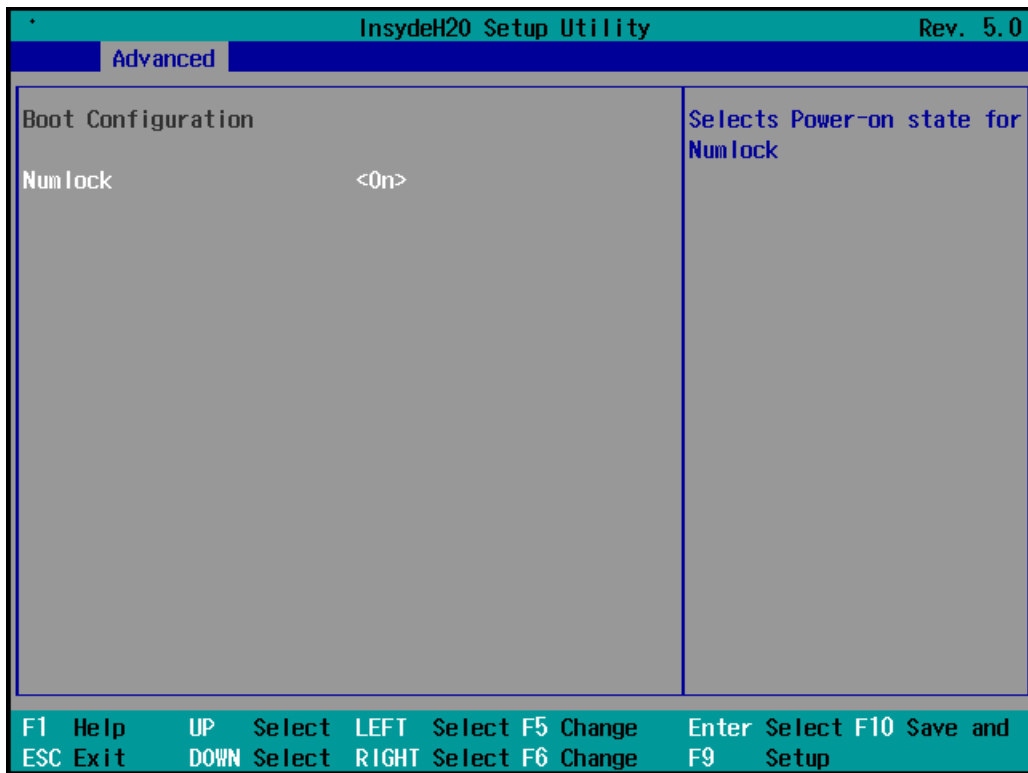 InsydeH20 Setup Utility Rev. 5.0
Advanced
Boot Configuration
Numlock <On>
Selects Power-on state for
Numlock
F1 Help UP Select LEFT Select F5 Change Enter Select F10 Save and
ESC Exit DOWN Select RIGHT Select F6 Change F9 Setup